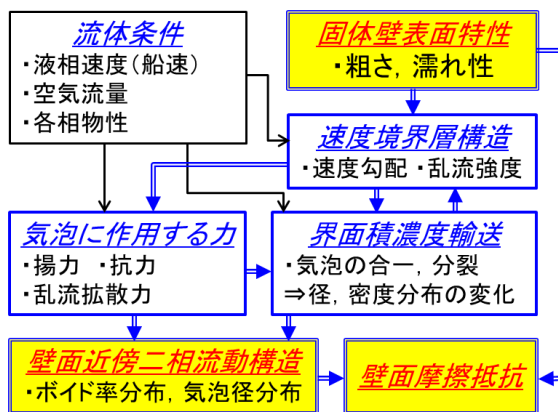 流体条件
・液相速度（船速）
・空気流量
・各相物性
固体壁表面特性
・粗さ，濡れ性
速度境界層構造
・速度勾配 ・乱流強度
気泡に作用する力
・揚力 ・抗力
・乱流拡散力
界面積濃度輸送
・気泡の合一，分裂
⇒径，密度分布の変化
壁面近傍二相流動構造
・ボイド率分布，気泡径分布
壁面摩擦抵抗